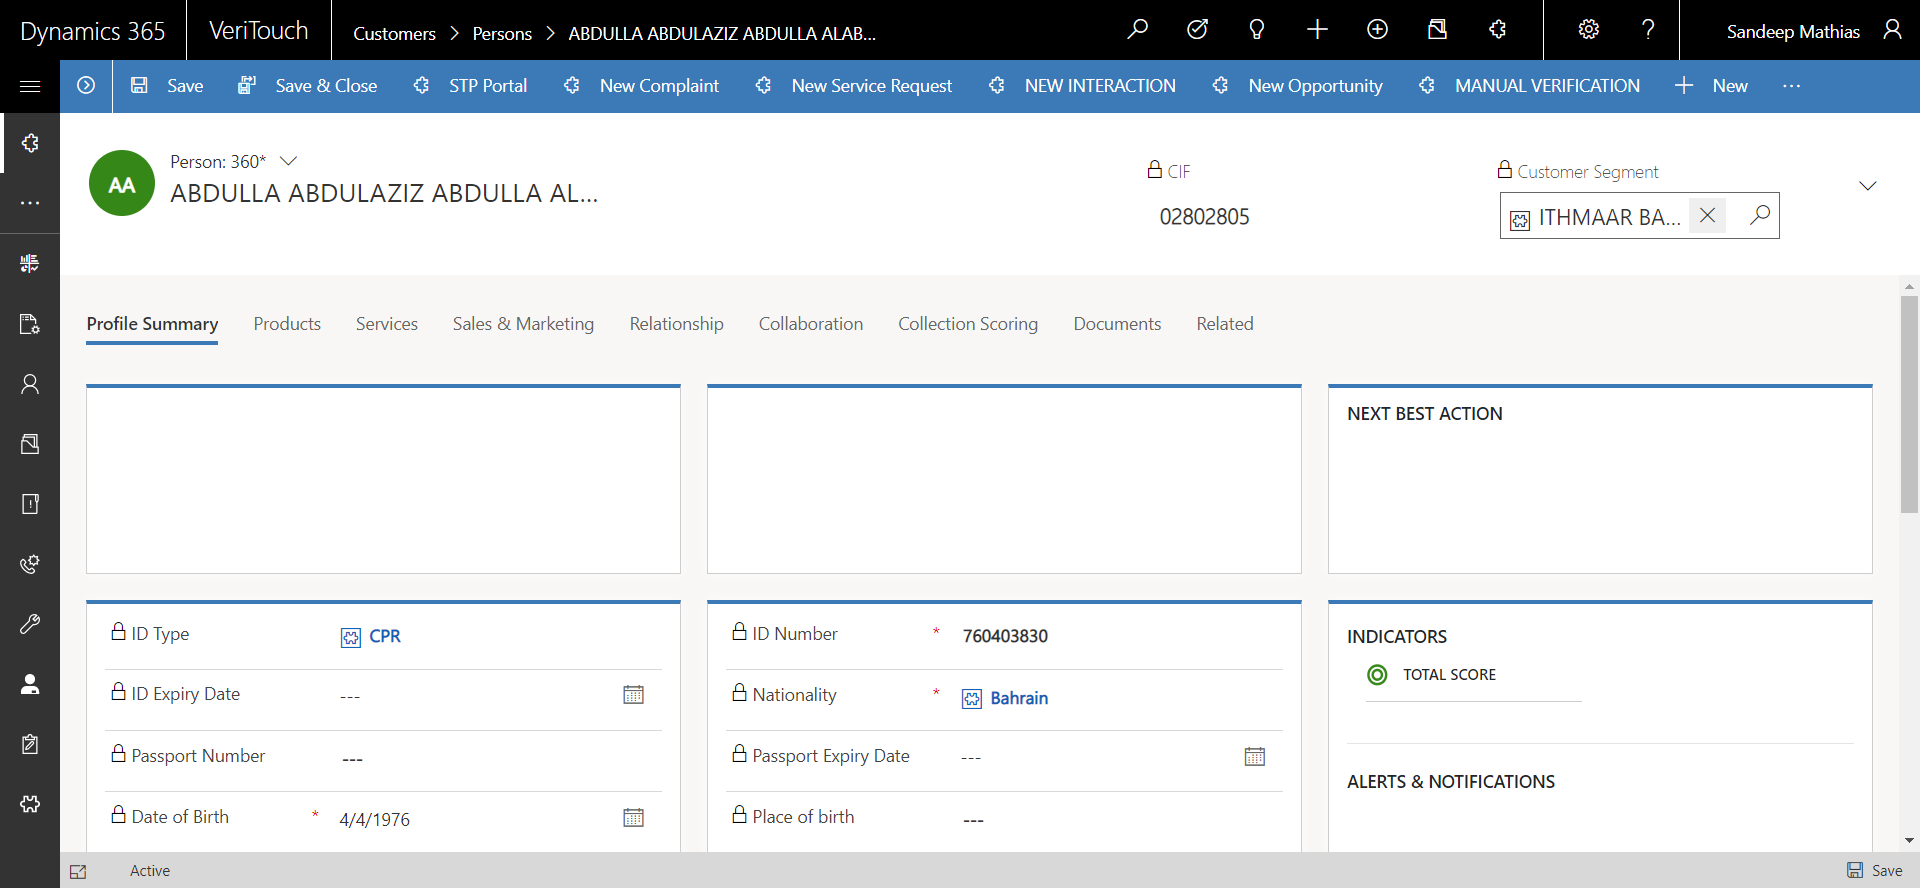 Dynamics 365
VeriTouch
Customers > Persons > ABDULLA ABDULAZIZ ABDULLA ALAB...
Sandeep Mathias
Save
Save & Close
STP Portal
New Complaint
New Service Request
NEW INTERACTION
New Opportunity
MANUAL VERIFICATION
New
AA
Person: 360*
ABDULLA ABDULAZIZ ABDULLA AL...
CIF
02802805
Customer Segment
ITHMAAR BA...
Profile Summary
Products
Services
Sales & Marketing
Relationship
Collaboration
Collection Scoring
Documents
Related
NEXT BEST ACTION
ID Type
CPR
ID Expiry Date
---
Passport Number
---
Date of Birth * 4/4/1976
ID Number * 760403830
Nationality * Bahrain
Passport Expiry Date
---
Place of birth
---
INDICATORS
TOTAL SCORE
ALERTS & NOTIFICATIONS
Active
Save